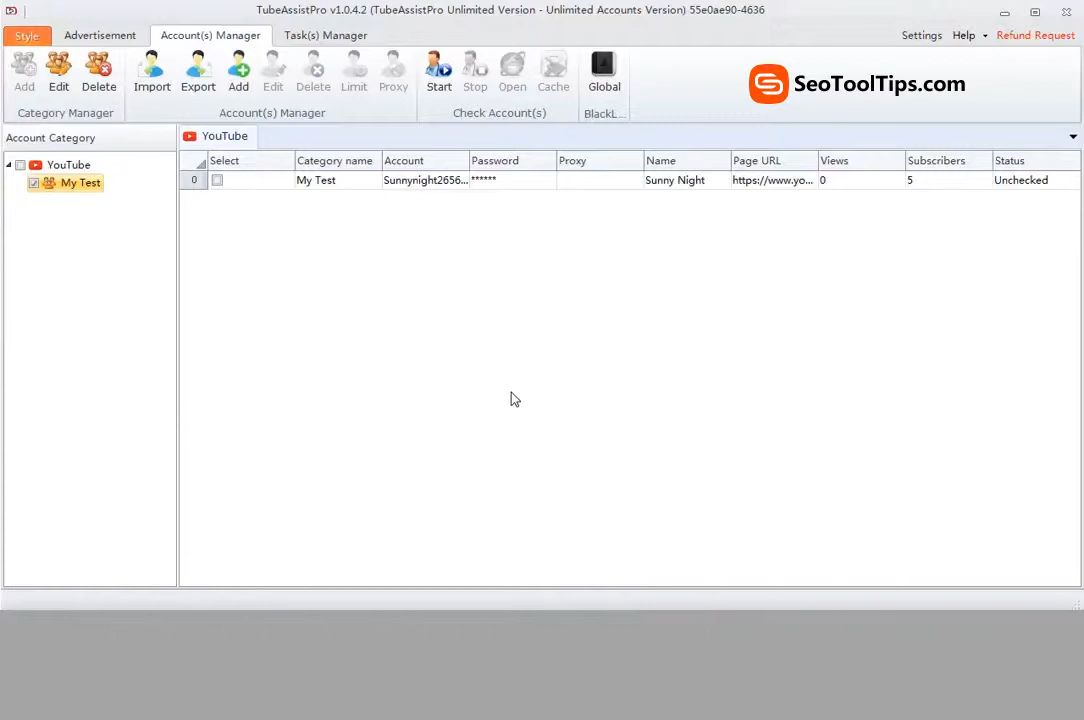 TubeAssistPro v1.0.4.2 (TubeAssistPro Unlimited Version - Unlimited Accounts Version) 55e0ae90-4636
Style Advertisement Account(s) Manager Task(s) Manager Settings Help Refund Request
Add Edit Delete Import Export Add Edit Delete Limit Proxy Start Stop Open Cache Global
SeoToolTips.com
Category Manager Account(s) Manager Check Account(s) BlackL...
Account Category YouTube
Select Category name Account Password Proxy Name Page URL Views Subscribers Status
YouTube
0 My Test Sunnynight2656... ****** Sunny Night https://www.yo... 0 5 Unchecked
My Test